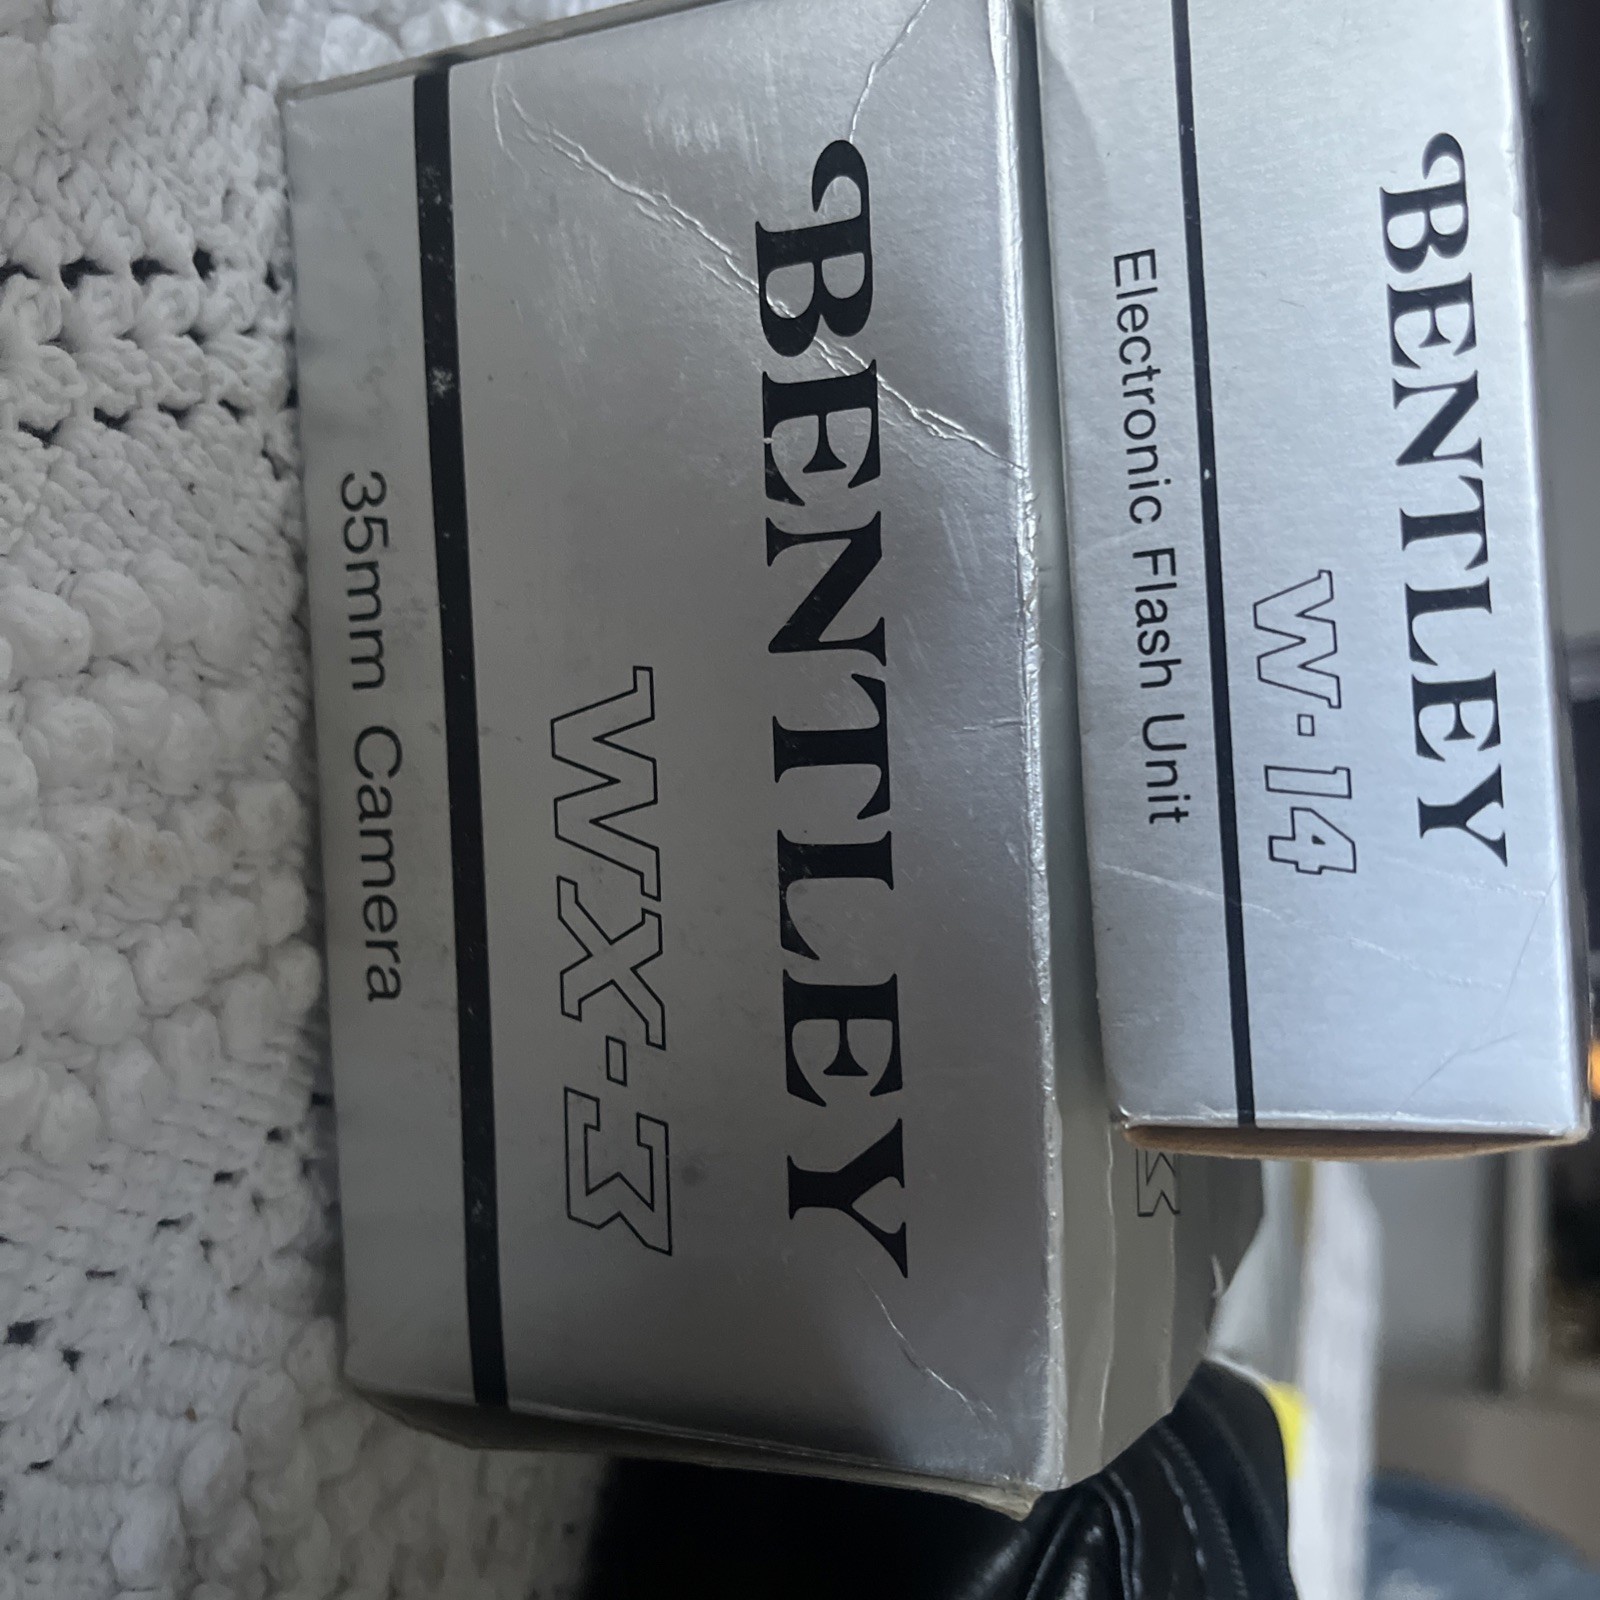 BENTLEY
W-14
Electronic Flash Unit
BENTLEY
WX-3
35mm Camera